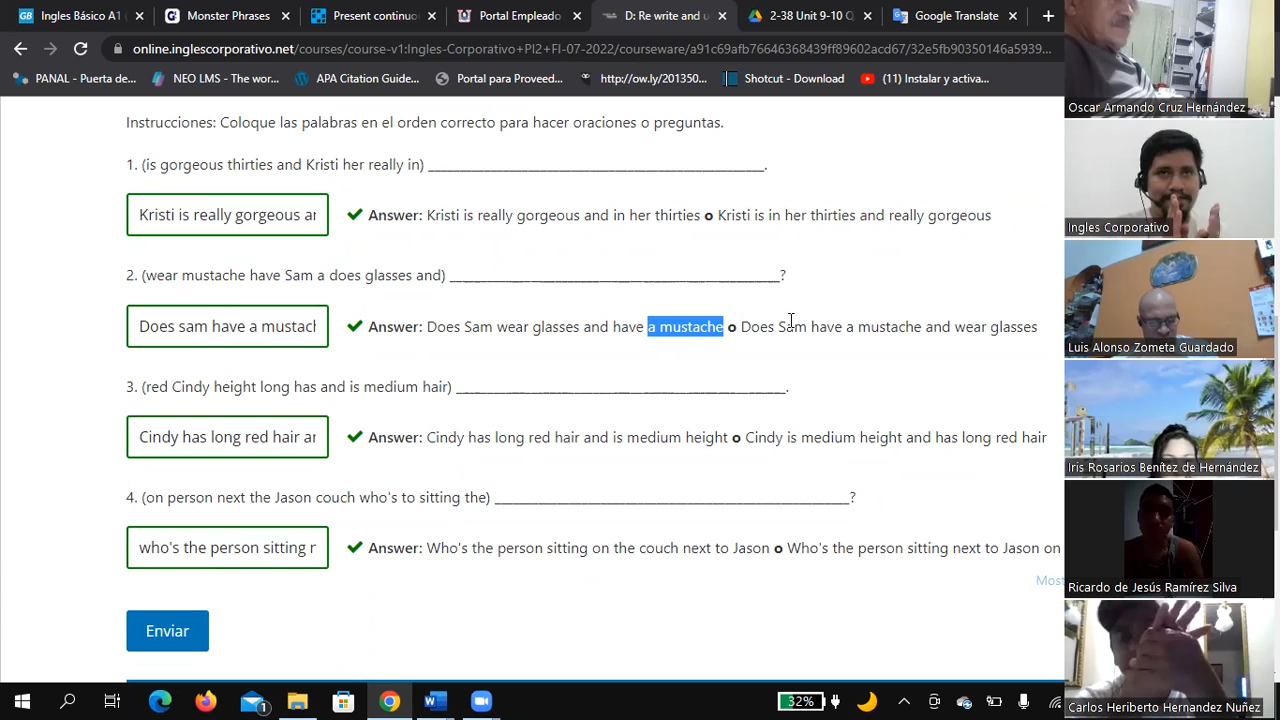 Ingles Básico A1 (
Monster Phrases
Present continuo
Portal Empleado
D: Re write and u
2-38 Unit 9-10 Q
Google Translate
online.inglescorporativo.net/courses/course-v1:Ingles-Corporativo+PI2+FI-07-2022/courseware/a91c69afb76646368439ff89602acd67/32e5fb90350146a5939...
PANAL - Puerta de...
NEO LMS - The wor...
APA Citation Guide...
Portal para Proveed...
http://ow.ly/201350...
Shotcut - Download
(11) Instalar y activa...
Instrucciones: Coloque las palabras en el orden correcto para hacer oraciones o preguntas.
1. (is gorgeous thirties and Kristi her really in) ____________________________________________.
Kristi is really gorgeous ar
Answer: Kristi is really gorgeous and in her thirties o Kristi is in her thirties and really gorgeous
2. (wear mustache have Sam a does glasses and) ___________________________________________?
Does sam have a mustach
Answer: Does Sam wear glasses and have a mustache o Does Sam have a mustache and wear glasses
3. (red Cindy height long has and is medium hair) ___________________________________________.
Cindy has long red hair ar
Answer: Cindy has long red hair and is medium height o Cindy is medium height and has long red hair
4. (on person next the Jason couch who's to sitting the) ______________________________________________?
who's the person sitting r
Answer: Who's the person sitting on the couch next to Jason o Who's the person sitting next to Jason on
Most
Enviar
Oscar Armando Cruz Hernández
Ingles Corporativo
Luis Alonso Zometa Guardado
Iris Rosarios Benítez de Hernández
Ricardo de Jesús Ramírez Silva
Carlos Heriberto Hernandez Nuñez
1
32%